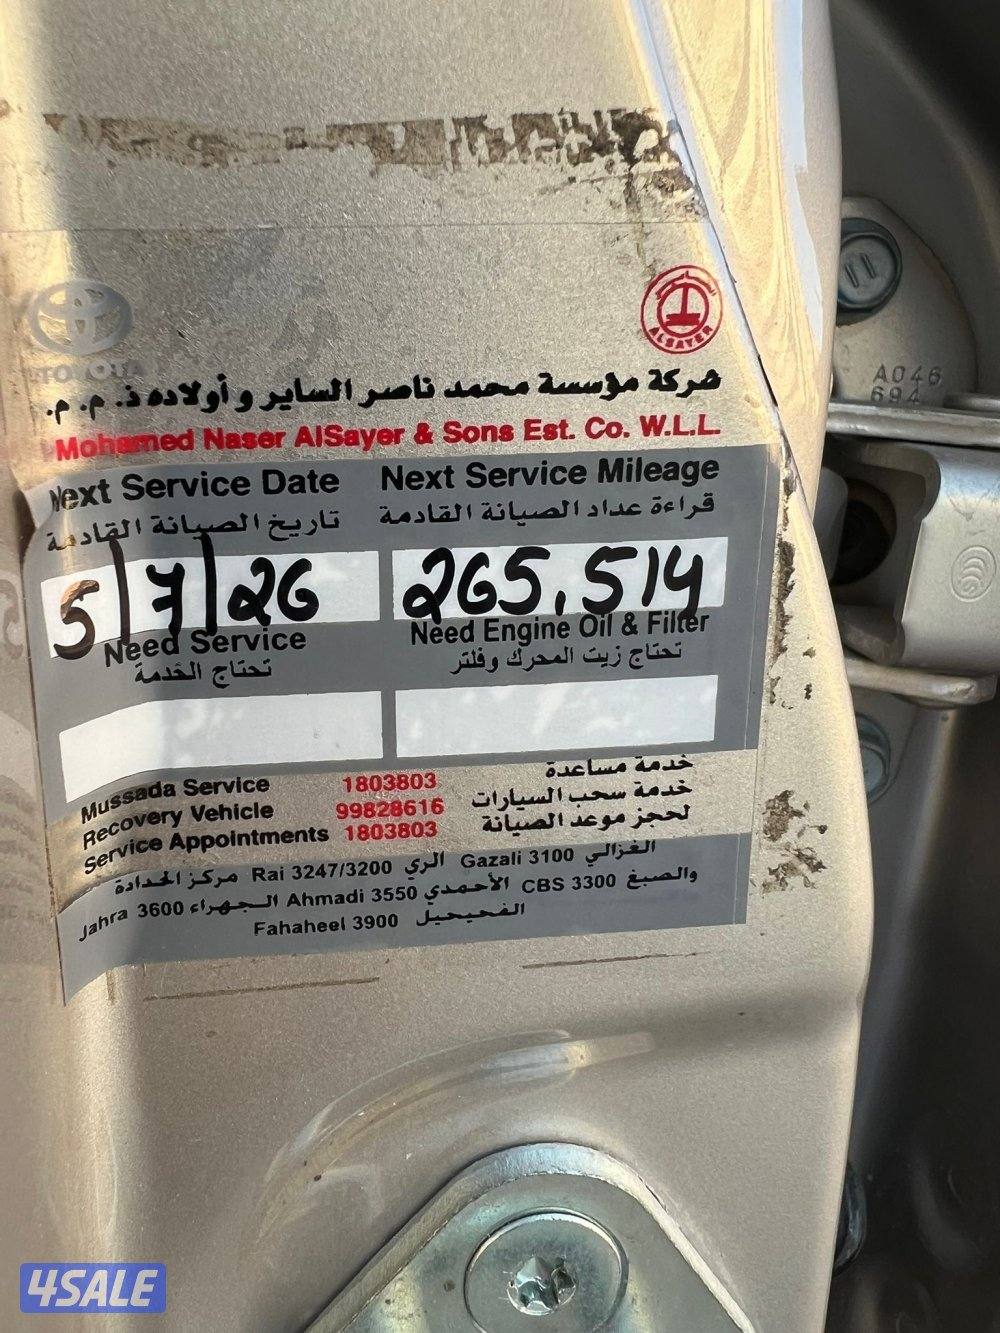 TOYOTA
ALSAYER
شركة مؤسسة محمد ناصر الساير و أولاده ذ. م. م.
Mohamed Naser AlSayer & Sons Est. Co. W.L.L.
Next Service Date Next Service Mileage
تاريخ الصيانة القادمة قراءة عداد الصيانة القادمة
5/7/26 265,514
Need Service Need Engine Oil & Filter
تحتاج الخدمة تحتاج زيت المحرك وفلتر
Mussada Service 1803803 خدمة مساعدة
Recovery Vehicle 99828616 خدمة سحب السيارات
Service Appointments 1803803 لحجز موعد الصيانة
Rai 3247/3200 الري Gazali 3100 الغزالي
Jahra 3600 الجهراء Ahmadi 3550 الأحمدي CBS 3300 مركز الحدادة والصبغ
Fahaheel 3900 الفحيحيل
A046
694
4SALE